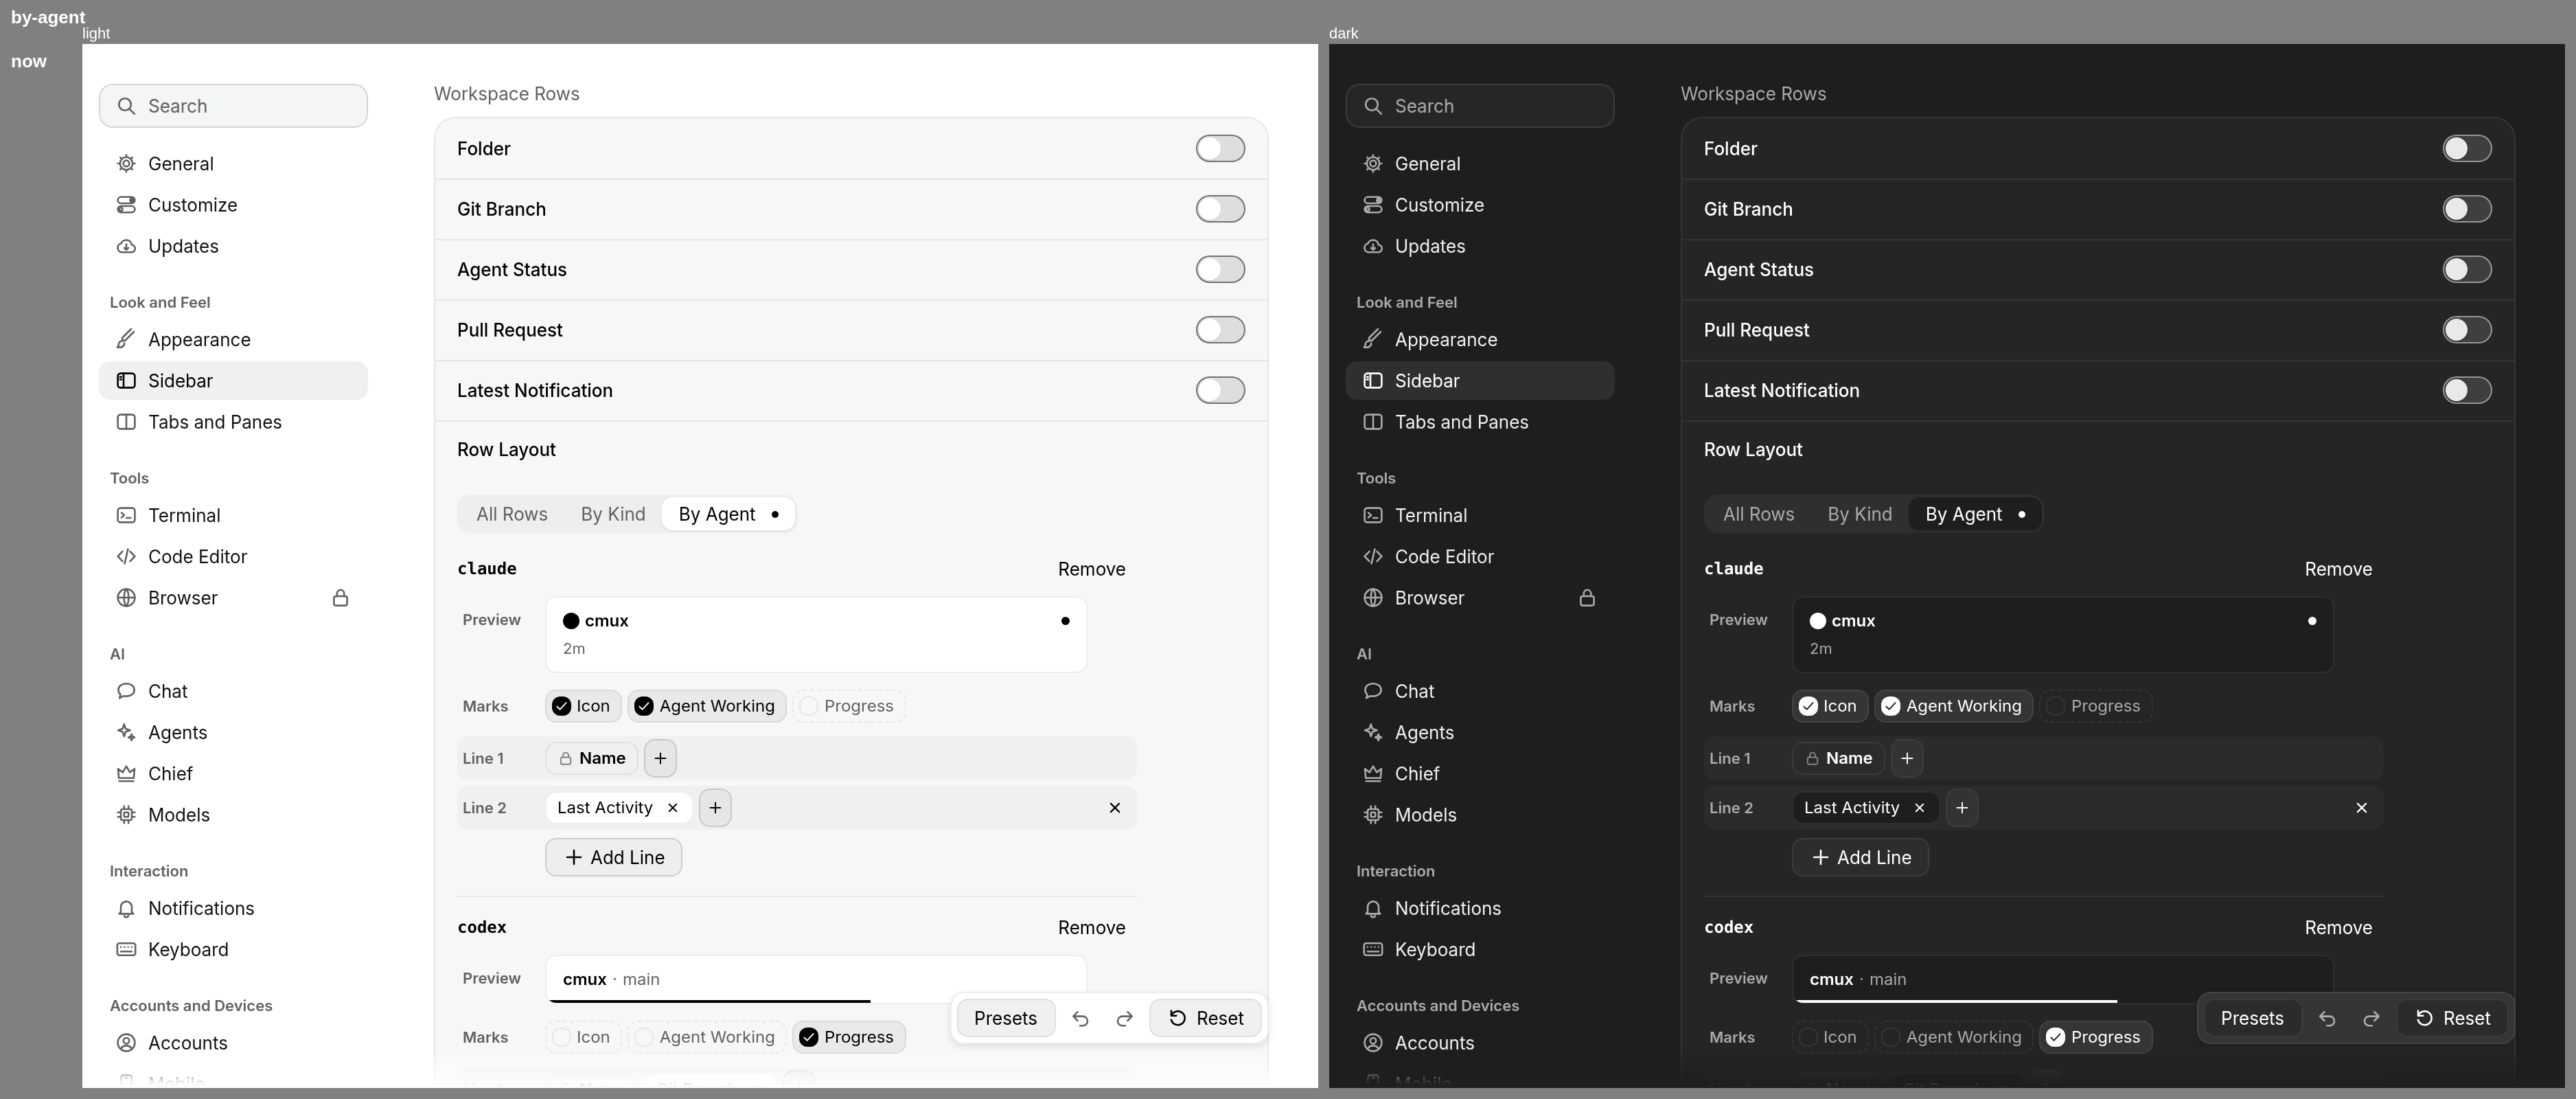 by-agent
now
light
Search
General
Customize
Updates
Look and Feel
Appearance
Sidebar
Tabs and Panes
Tools
Terminal
Code Editor
Browser
AI
Chat
Agents
Chief
Models
Interaction
Notifications
Keyboard
Accounts and Devices
Accounts
Mobile
Workspace Rows
Folder
Git Branch
Agent Status
Pull Request
Latest Notification
Row Layout
All Rows By Kind By Agent •
claude Remove
Preview cmux
2m
Marks Icon Agent Working Progress
Line 1 Name +
Line 2 Last Activity × + ×
+ Add Line
codex Remove
Preview cmux · main
Presets Reset
Marks Icon Agent Working Progress
dark
Search
General
Customize
Updates
Look and Feel
Appearance
Sidebar
Tabs and Panes
Tools
Terminal
Code Editor
Browser
AI
Chat
Agents
Chief
Models
Interaction
Notifications
Keyboard
Accounts and Devices
Accounts
Mobile
Workspace Rows
Folder
Git Branch
Agent Status
Pull Request
Latest Notification
Row Layout
All Rows By Kind By Agent •
claude Remove
Preview cmux
2m
Marks Icon Agent Working Progress
Line 1 Name +
Line 2 Last Activity × + ×
+ Add Line
codex Remove
Preview cmux · main
Presets Reset
Marks Icon Agent Working Progress